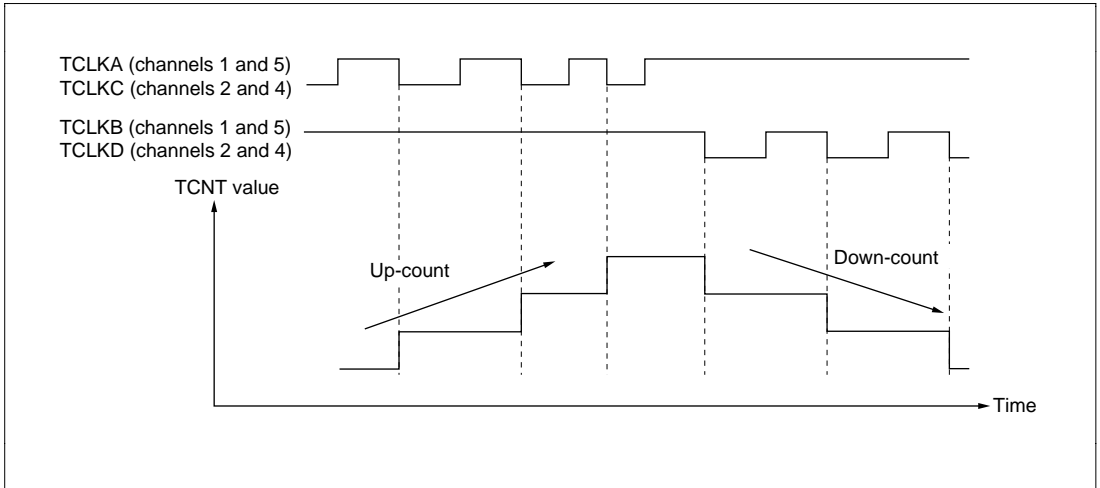 TCLKA (channels 1 and 5)
TCLKC (channels 2 and 4)
TCLKB (channels 1 and 5)
TCLKD (channels 2 and 4)
TCNT value
Up-count
Down-count
Time